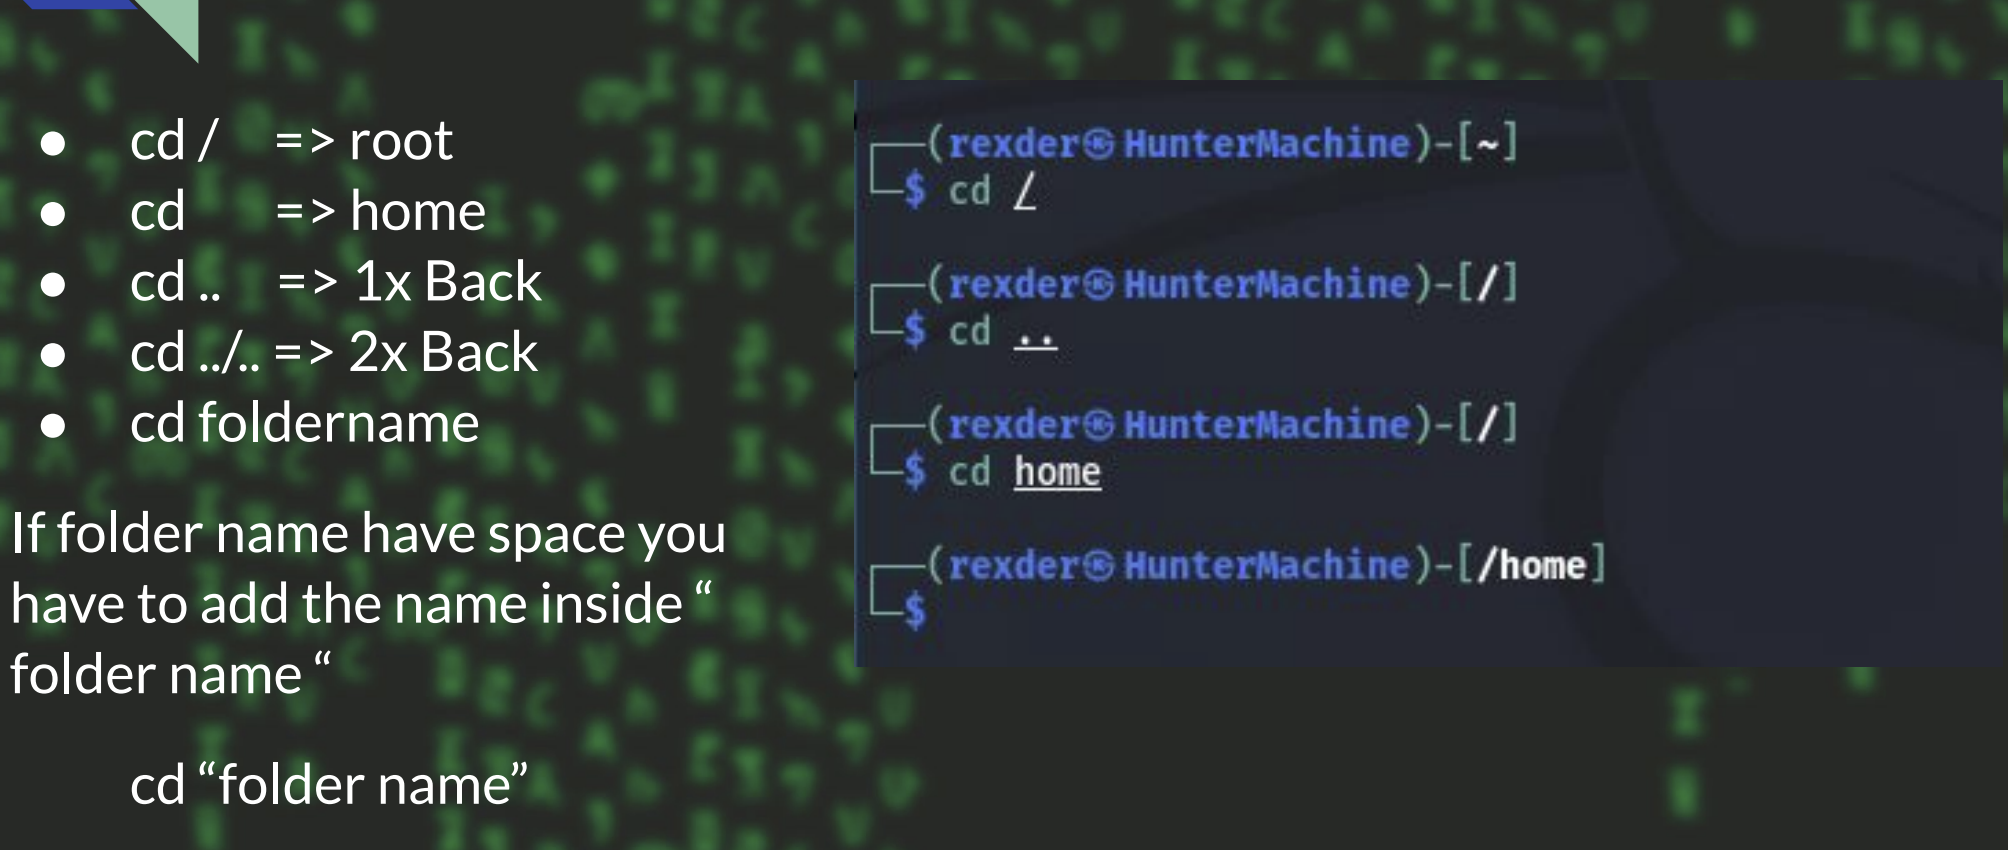 ● cd / => root
● cd => home
● cd .. => 1x Back
● cd ../.. => 2x Back
● cd foldername
If folder name have space you
have to add the name inside “
folder name “
cd “folder name”
┌──(rexder㉿HunterMachine)-[~]
└─$ cd /
┌──(rexder㉿HunterMachine)-[/]
└─$ cd ..
┌──(rexder㉿HunterMachine)-[/]
└─$ cd home
┌──(rexder㉿HunterMachine)-[/home]
└─$